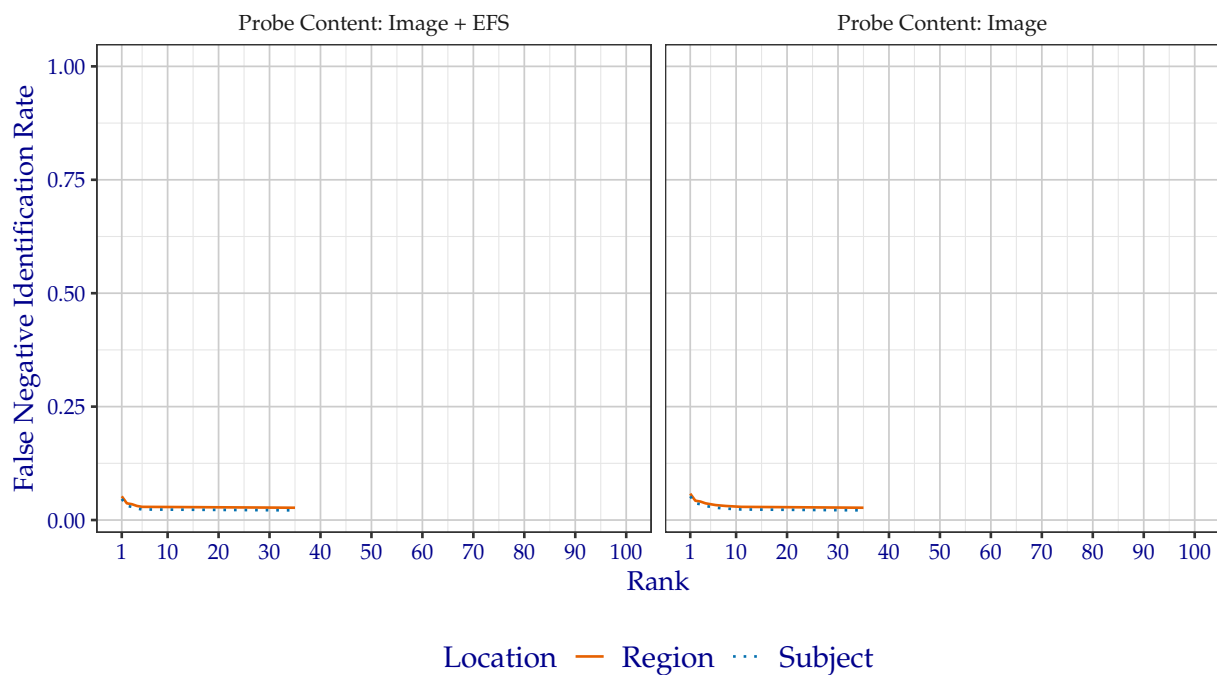 Probe Content: Image + EFS
Probe Content: Image
False Negative Identification Rate
1.00
0.75
0.50
0.25
0.00
1 10 20 30 40 50 60 70 80 90 100
1 10 20 30 40 50 60 70 80 90 100
Rank
Location Region Subject